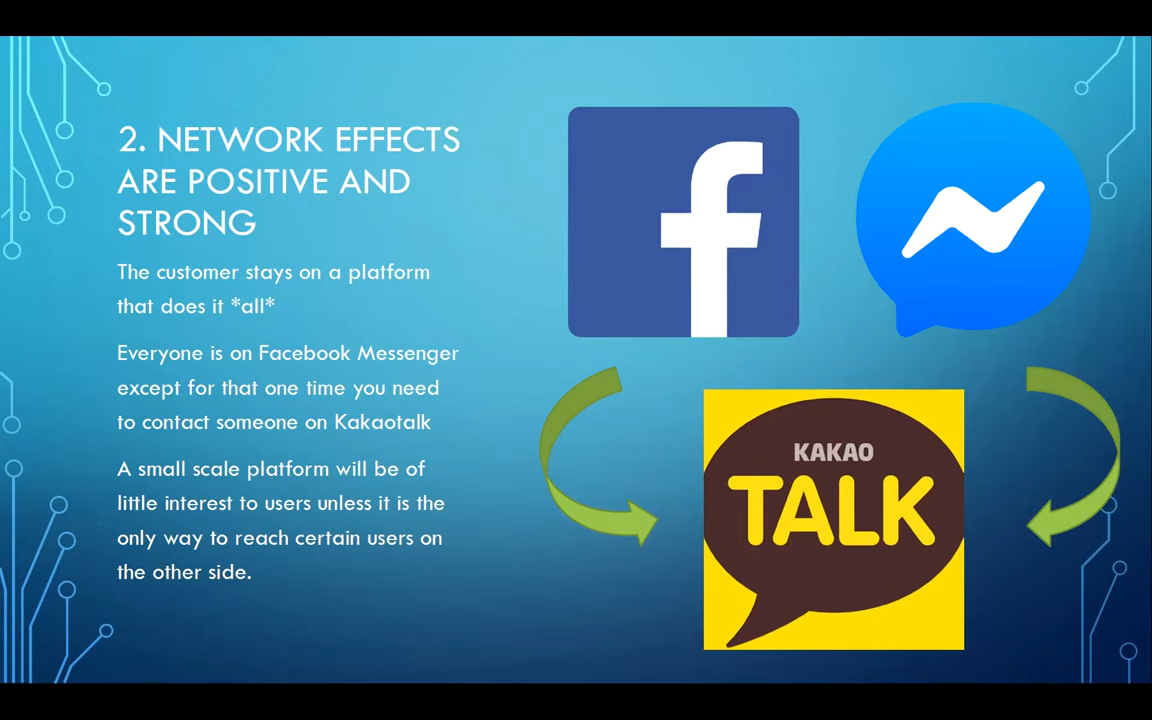 2. NETWORK EFFECTS
ARE POSITIVE AND
STRONG
The customer stays on a platform
that does it *all*
Everyone is on Facebook Messenger
except for that one time you need
to contact someone on Kakaotalk
A small scale platform will be of
little interest to users unless it is the
only way to reach certain users on
the other side.
f
KAKAO
TALK